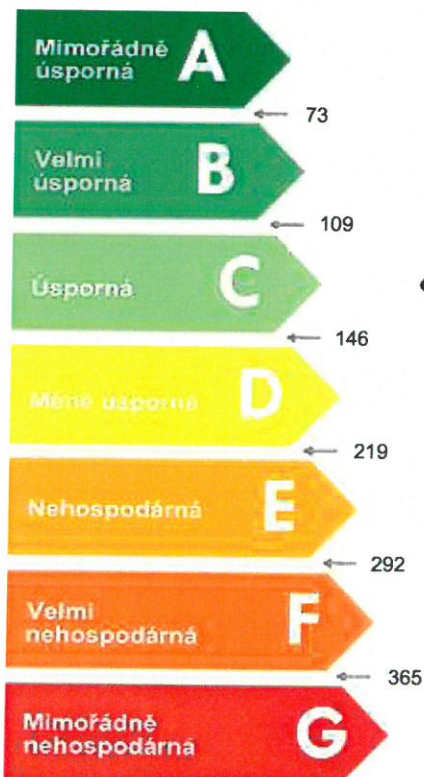 Mimořádně
úsporná A
73
Velmi
úsporná B
109
Úsporná C
146
Méně úsporná D
219
Nehospodárná E
292
Velmi
nehospodárná F
365
Mimořádně
nehospodárná G